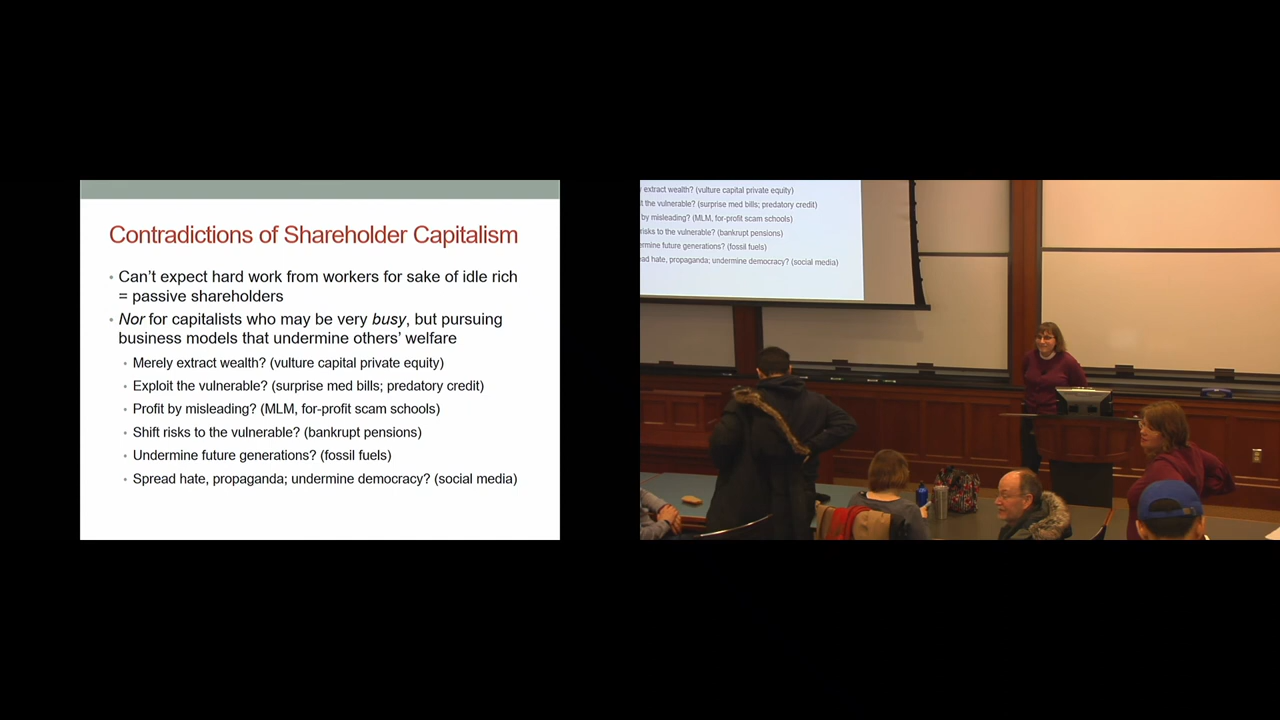 Contradictions of Shareholder Capitalism
• Can't expect hard work from workers for sake of idle rich
= passive shareholders
• Nor for capitalists who may be very busy, but pursuing
business models that undermine others' welfare
• Merely extract wealth? (vulture capital private equity)
• Exploit the vulnerable? (surprise med bills; predatory credit)
• Profit by misleading? (MLM, for-profit scam schools)
• Shift risks to the vulnerable? (bankrupt pensions)
• Undermine future generations? (fossil fuels)
• Spread hate, propaganda; undermine democracy? (social media)
extract wealth? (vulture capital private equity)
the vulnerable? (surprise med bills; predatory credit)
by misleading? (MLM, for-profit scam schools)
risks to the vulnerable? (bankrupt pensions)
future generations? (fossil fuels)
hate, propaganda; undermine democracy? (social media)